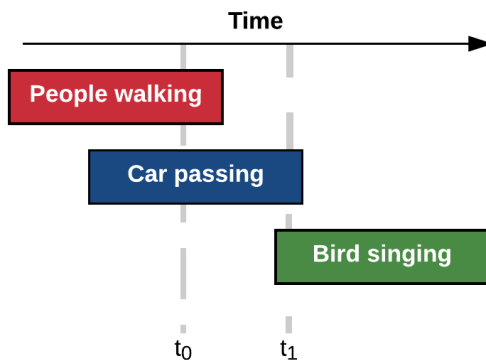 Time
People walking
Car passing
Bird singing
t0 t1